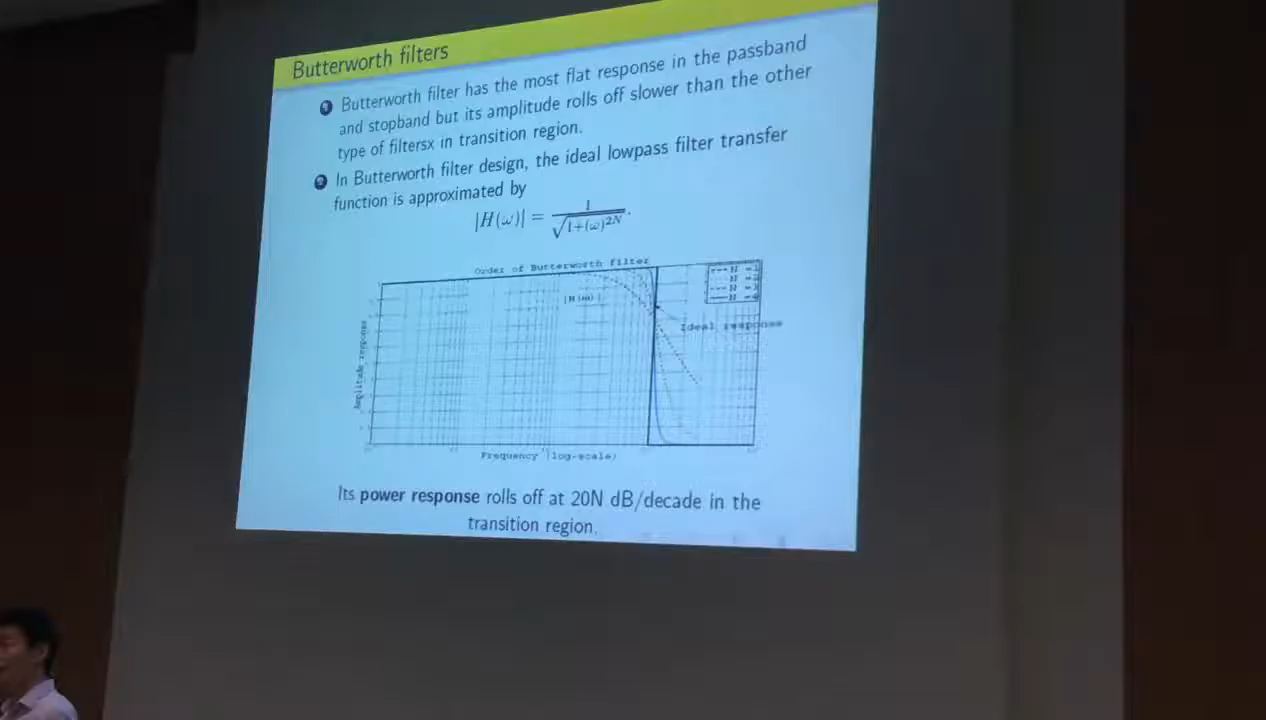 Butterworth filters
Butterworth filter has the most flat response in the passband
and stopband but its amplitude rolls off slower than the other
type of filtersx in transition region.
In Butterworth filter design, the ideal lowpass filter transfer
function is approximated by
|H(ω)| = 1/√1+(ω)^2N.
Order of Butterworth filter
|H(ω)|
Ideal response
Amplitude response
Frequency (log-scale)
Its power response rolls off at 20N dB/decade in the
transition region.